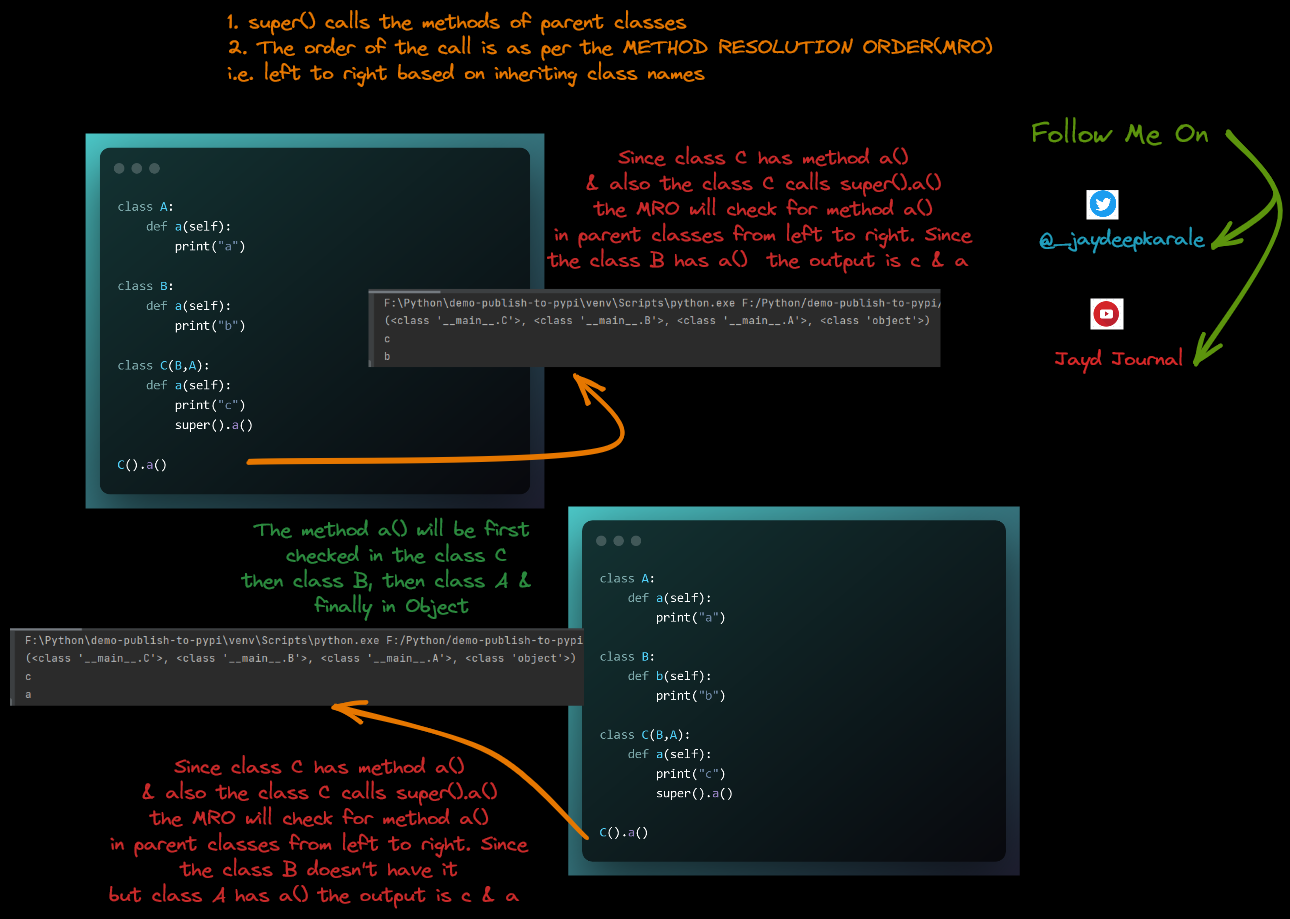 1. super() calls the methods of parent classes
2. The order of the call is as per the METHOD RESOLUTION ORDER(MRO)
i.e. left to right based on inheriting class names
Follow Me On
@_jaydeepkarale
Jayd Journal
class A:
def a(self):
print("a")
class B:
def a(self):
print("b")
class C(B,A):
def a(self):
print("c")
super().a()
C().a()
Since class C has method a()
& also the class C calls super().a()
the MRO will check for method a()
in parent classes from left to right. Since
the class B has a() the output is c & a
F:\Python\demo-publish-to-pypi\venv\Scripts\python.exe F:/Python/demo-publish-to-pypi/
(<class '__main__.C'>, <class '__main__.B'>, <class '__main__.A'>, <class 'object'>)
c
b
The method a() will be first
checked in the class C
then class B, then class A &
finally in Object
F:\Python\demo-publish-to-pypi\venv\Scripts\python.exe F:/Python/demo-publish-to-pypi
(<class '__main__.C'>, <class '__main__.B'>, <class '__main__.A'>, <class 'object'>)
c
a
class A:
def a(self):
print("a")
class B:
def b(self):
print("b")
class C(B,A):
def a(self):
print("c")
super().a()
C().a()
Since class C has method a()
& also the class C calls super().a()
the MRO will check for method a()
in parent classes from left to right. Since
the class B doesn't have it
but class A has a() the output is c & a